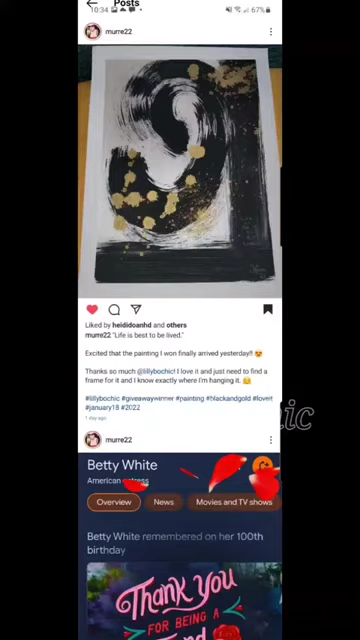 Posts
10:34
67%
murre22
Liked by heididoanhd and others
murre22 "Life is best to be lived."
Excited that the painting I won finally arrived yesterday!! 😍
Thanks so much @lillybochic! I love it and just need to find a
frame for it and I know exactly where I'm hanging it. 😊
#lillybochic #giveawaywinner #painting #blackandgold #loveit
#january18 #2022
1 day ago
murre22
Betty White
American actress
Overview
News
Movies and TV shows
Betty White remembered on her 100th
birthday
Thank you
FOR BEING A